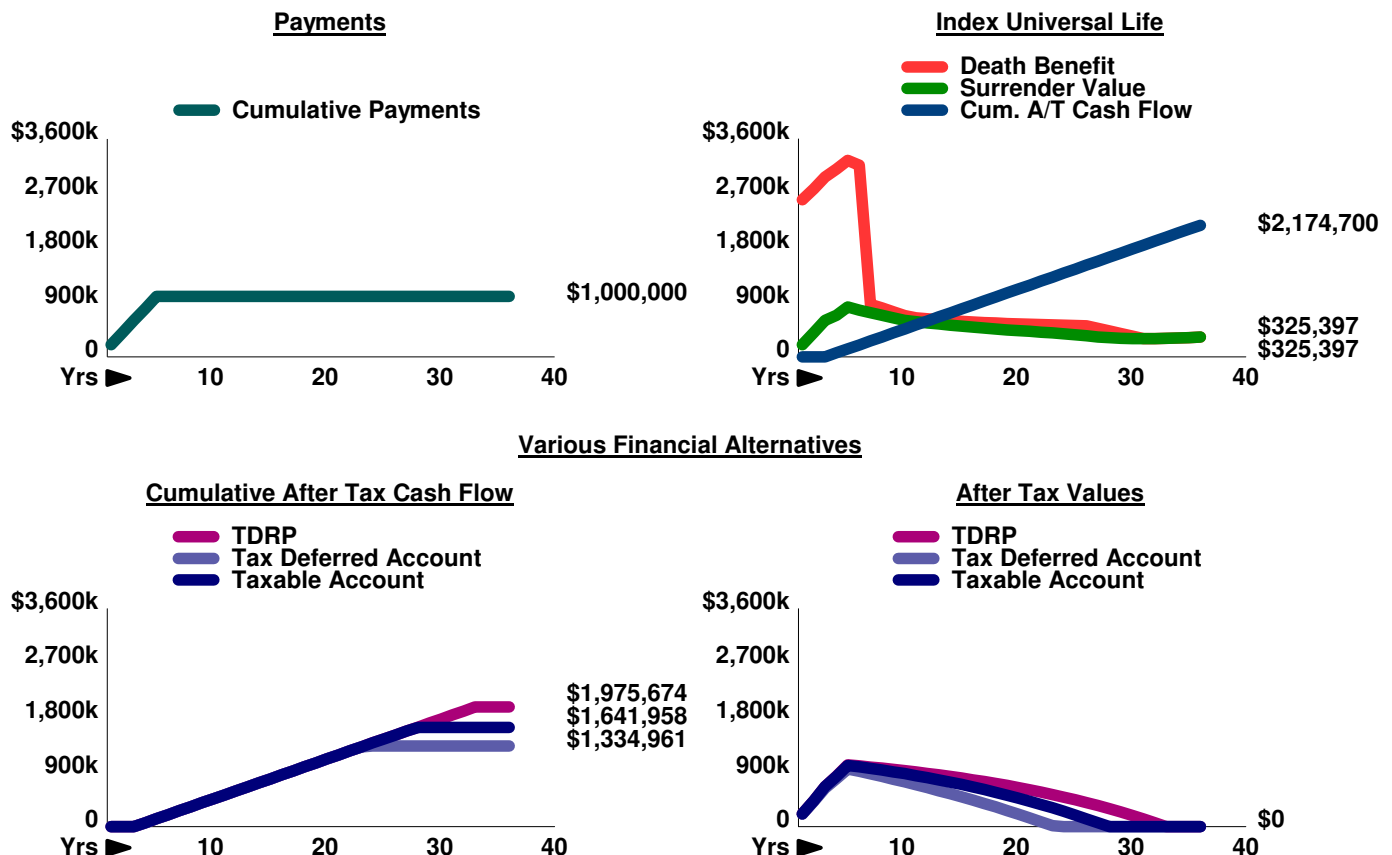 Payments
Cumulative Payments
$3,600k
2,700k
1,800k
900k
0
$1,000,000
Yrs 10 20 30 40
Index Universal Life
Death Benefit
Surrender Value
Cum. A/T Cash Flow
$3,600k
2,700k
1,800k
900k
0
$2,174,700
$325,397
$325,397
Yrs 10 20 30 40
Various Financial Alternatives
Cumulative After Tax Cash Flow
TDRP
Tax Deferred Account
Taxable Account
$3,600k
2,700k
1,800k
900k
0
$1,975,674
$1,641,958
$1,334,961
Yrs 10 20 30 40
After Tax Values
TDRP
Tax Deferred Account
Taxable Account
$3,600k
2,700k
1,800k
900k
0
$0
Yrs 10 20 30 40